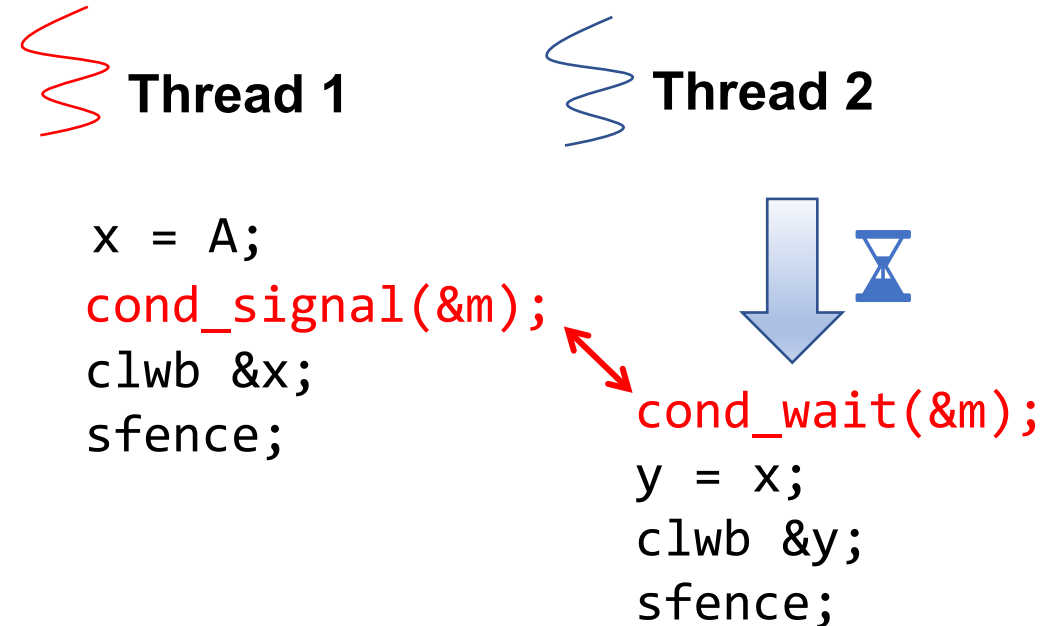 Thread 1
x = A;
cond_signal(&m);
clwb &x;
sfence;
Thread 2
cond_wait(&m);
y = x;
clwb &y;
sfence;